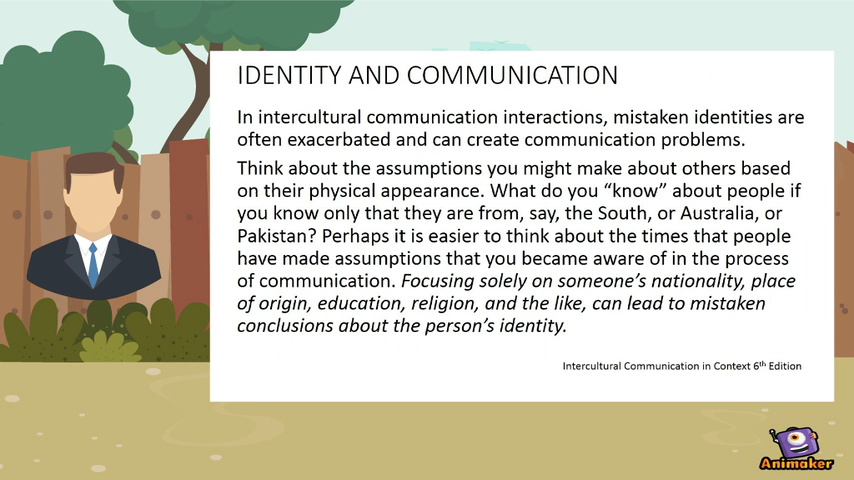 IDENTITY AND COMMUNICATION
In intercultural communication interactions, mistaken identities are
often exacerbated and can create communication problems.
Think about the assumptions you might make about others based
on their physical appearance. What do you “know” about people if
you know only that they are from, say, the South, or Australia, or
Pakistan? Perhaps it is easier to think about the times that people
have made assumptions that you became aware of in the process
of communication. Focusing solely on someone’s nationality, place
of origin, education, religion, and the like, can lead to mistaken
conclusions about the person’s identity.
Intercultural Communication in Context 6th Edition
Animaker